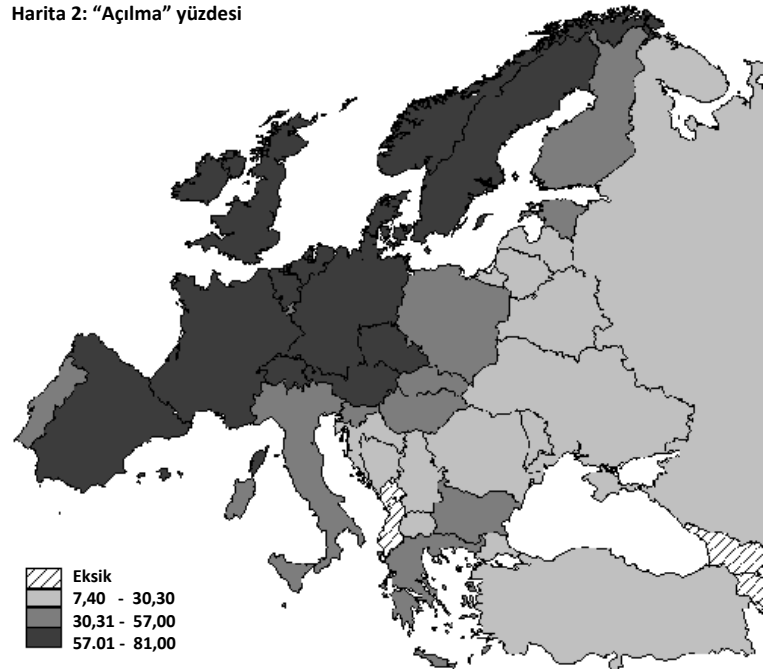 Harita 2: “Açılma” yüzdesi
Eksik
7,40 - 30,30
30,31 - 57,00
57.01 - 81,00